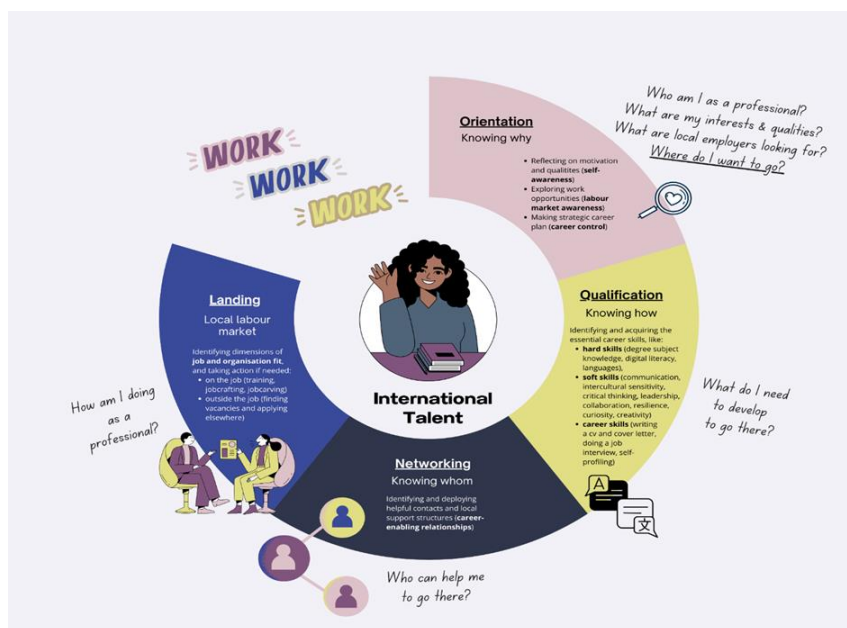 WORK
WORK
WORK
Orientation
Knowing why
• Reflecting on motivation
and qualitites (self-
awareness)
• Exploring work
opportunities (labour
market awareness)
• Making strategic career
plan (career control)
Who am I as a professional?
What are my interests & qualities?
What are local employers looking for?
Where do I want to go?
Qualification
Knowing how
Identifying and acquiring the
essential career skills, like:
• hard skills (degree subject
knowledge, digital literacy,
languages),
• soft skills (communication,
intercultural sensitivity,
critical thinking, leadership,
collaboration, resilience,
curiosity, creativity)
• career skills (writing
a cv and cover letter,
doing a job
interview, self-
profiling)
What do I need
to develop
to go there?
A
文
International
Talent
Networking
Knowing whom
Identifying and deploying
helpful contacts and local
support structures (career-
enabling relationships)
Who can help me
to go there?
Landing
Local labour
market
Identifying dimensions of
job and organisation fit,
and taking action if needed:
• on the job (training,
jobcrafting, jobcarving)
• outside the job (finding
vacancies and applying
elsewhere)
How am I doing
as a
professional?